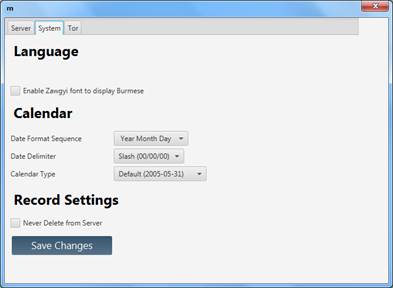 m
Server System Tor
Language
Enable Zawgyi font to display Burmese
Calendar
Date Format Sequence Year Month Day
Date Delimiter Slash (00/00/00)
Calendar Type Default (2005-05-31)
Record Settings
Never Delete from Server
Save Changes